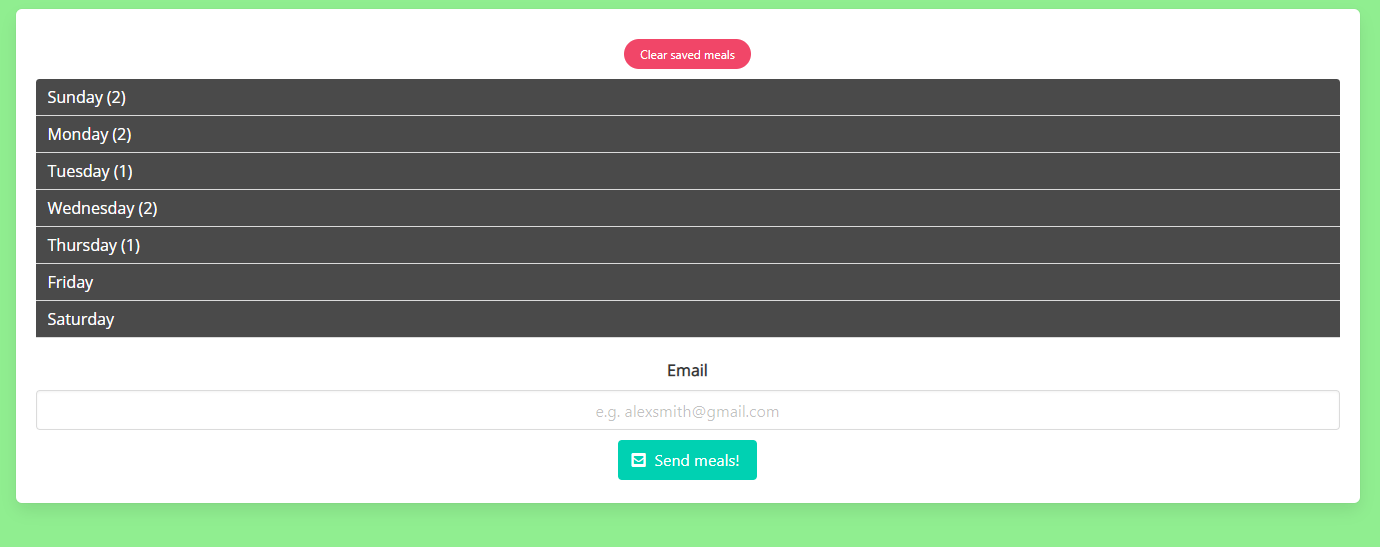 Clear saved meals
Sunday (2)
Monday (2)
Tuesday (1)
Wednesday (2)
Thursday (1)
Friday
Saturday
Email
e.g. alexsmith@gmail.com
Send meals!